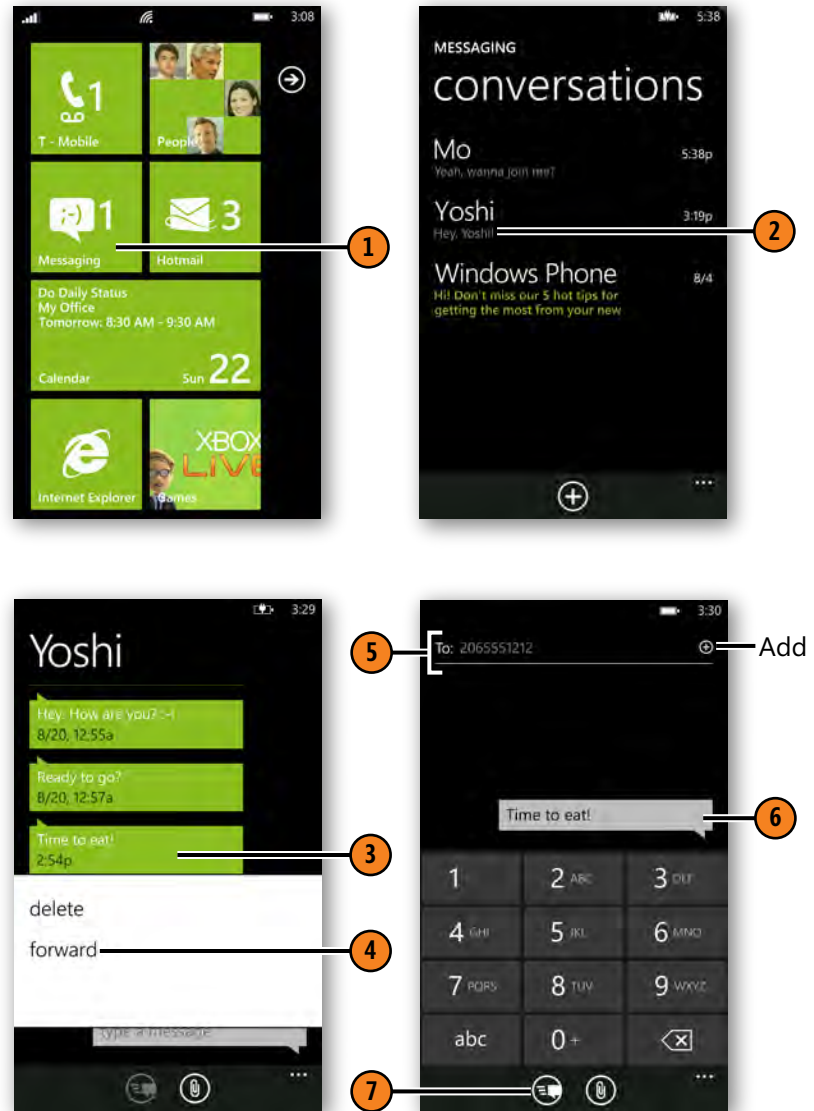 3:08
1
T - Mobile
People
1
Messaging
3
Hotmail
Do Daily Status
My Office
Tomorrow: 8:30 AM - 9:30 AM
Calendar
Sun 22
Internet Explorer
XBOX
LIVE
Games
1
5:38
MESSAGING
conversations
Mo
5:38p
Yeah, wanna join me?
Yoshi
3:19p
Hey, Yoshi!
2
Windows Phone
8/4
Hi! Don't miss our 5 hot tips for
getting the most from your new
3:29
Yoshi
Hey. How are you? :-(
8/20, 12:55a
Ready to go?
8/20, 12:57a
Time to eat!
2:54p
3
delete
forward
4
type a message
3:30
5
To: 2065551212
Add
Time to eat!
6
1
2 ABC
3 DEF
4 GHI
5 JKL
6 MNO
7 PQRS
8 TUV
9 WXYZ
abc
0 +
7